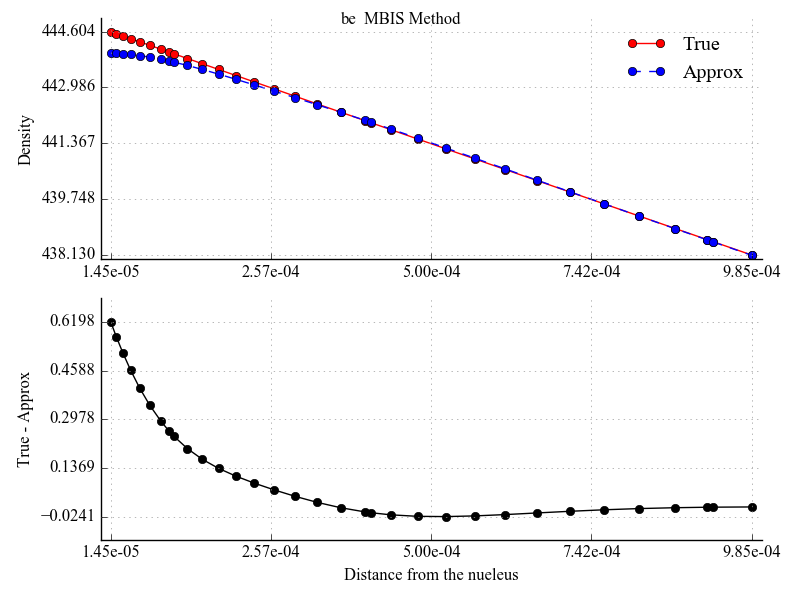 be MBIS Method
444.604
442.986
441.367
439.748
438.130
Density
True
Approx
1.45e-05
2.57e-04
5.00e-04
7.42e-04
9.85e-04
0.6198
0.4588
0.2978
0.1369
−0.0241
True - Approx
1.45e-05
2.57e-04
5.00e-04
7.42e-04
9.85e-04
Distance from the nueleus